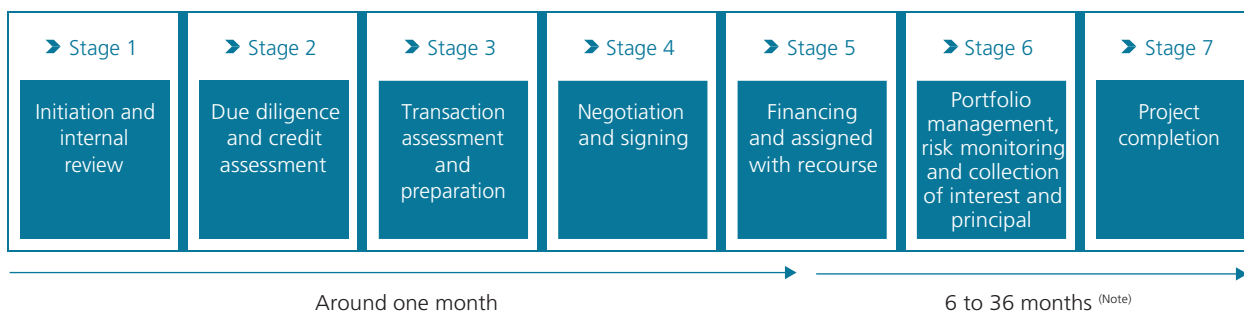 Stage 1
Initiation and
internal
review
Stage 2
Due diligence
and credit
assessment
Stage 3
Transaction
assessment
and
preparation
Stage 4
Negotiation
and signing
Stage 5
Financing
and assigned
with recourse
Stage 6
Portfolio
management,
risk monitoring
and collection
of interest and
principal
Stage 7
Project
completion
Around one month
6 to 36 months (Note)